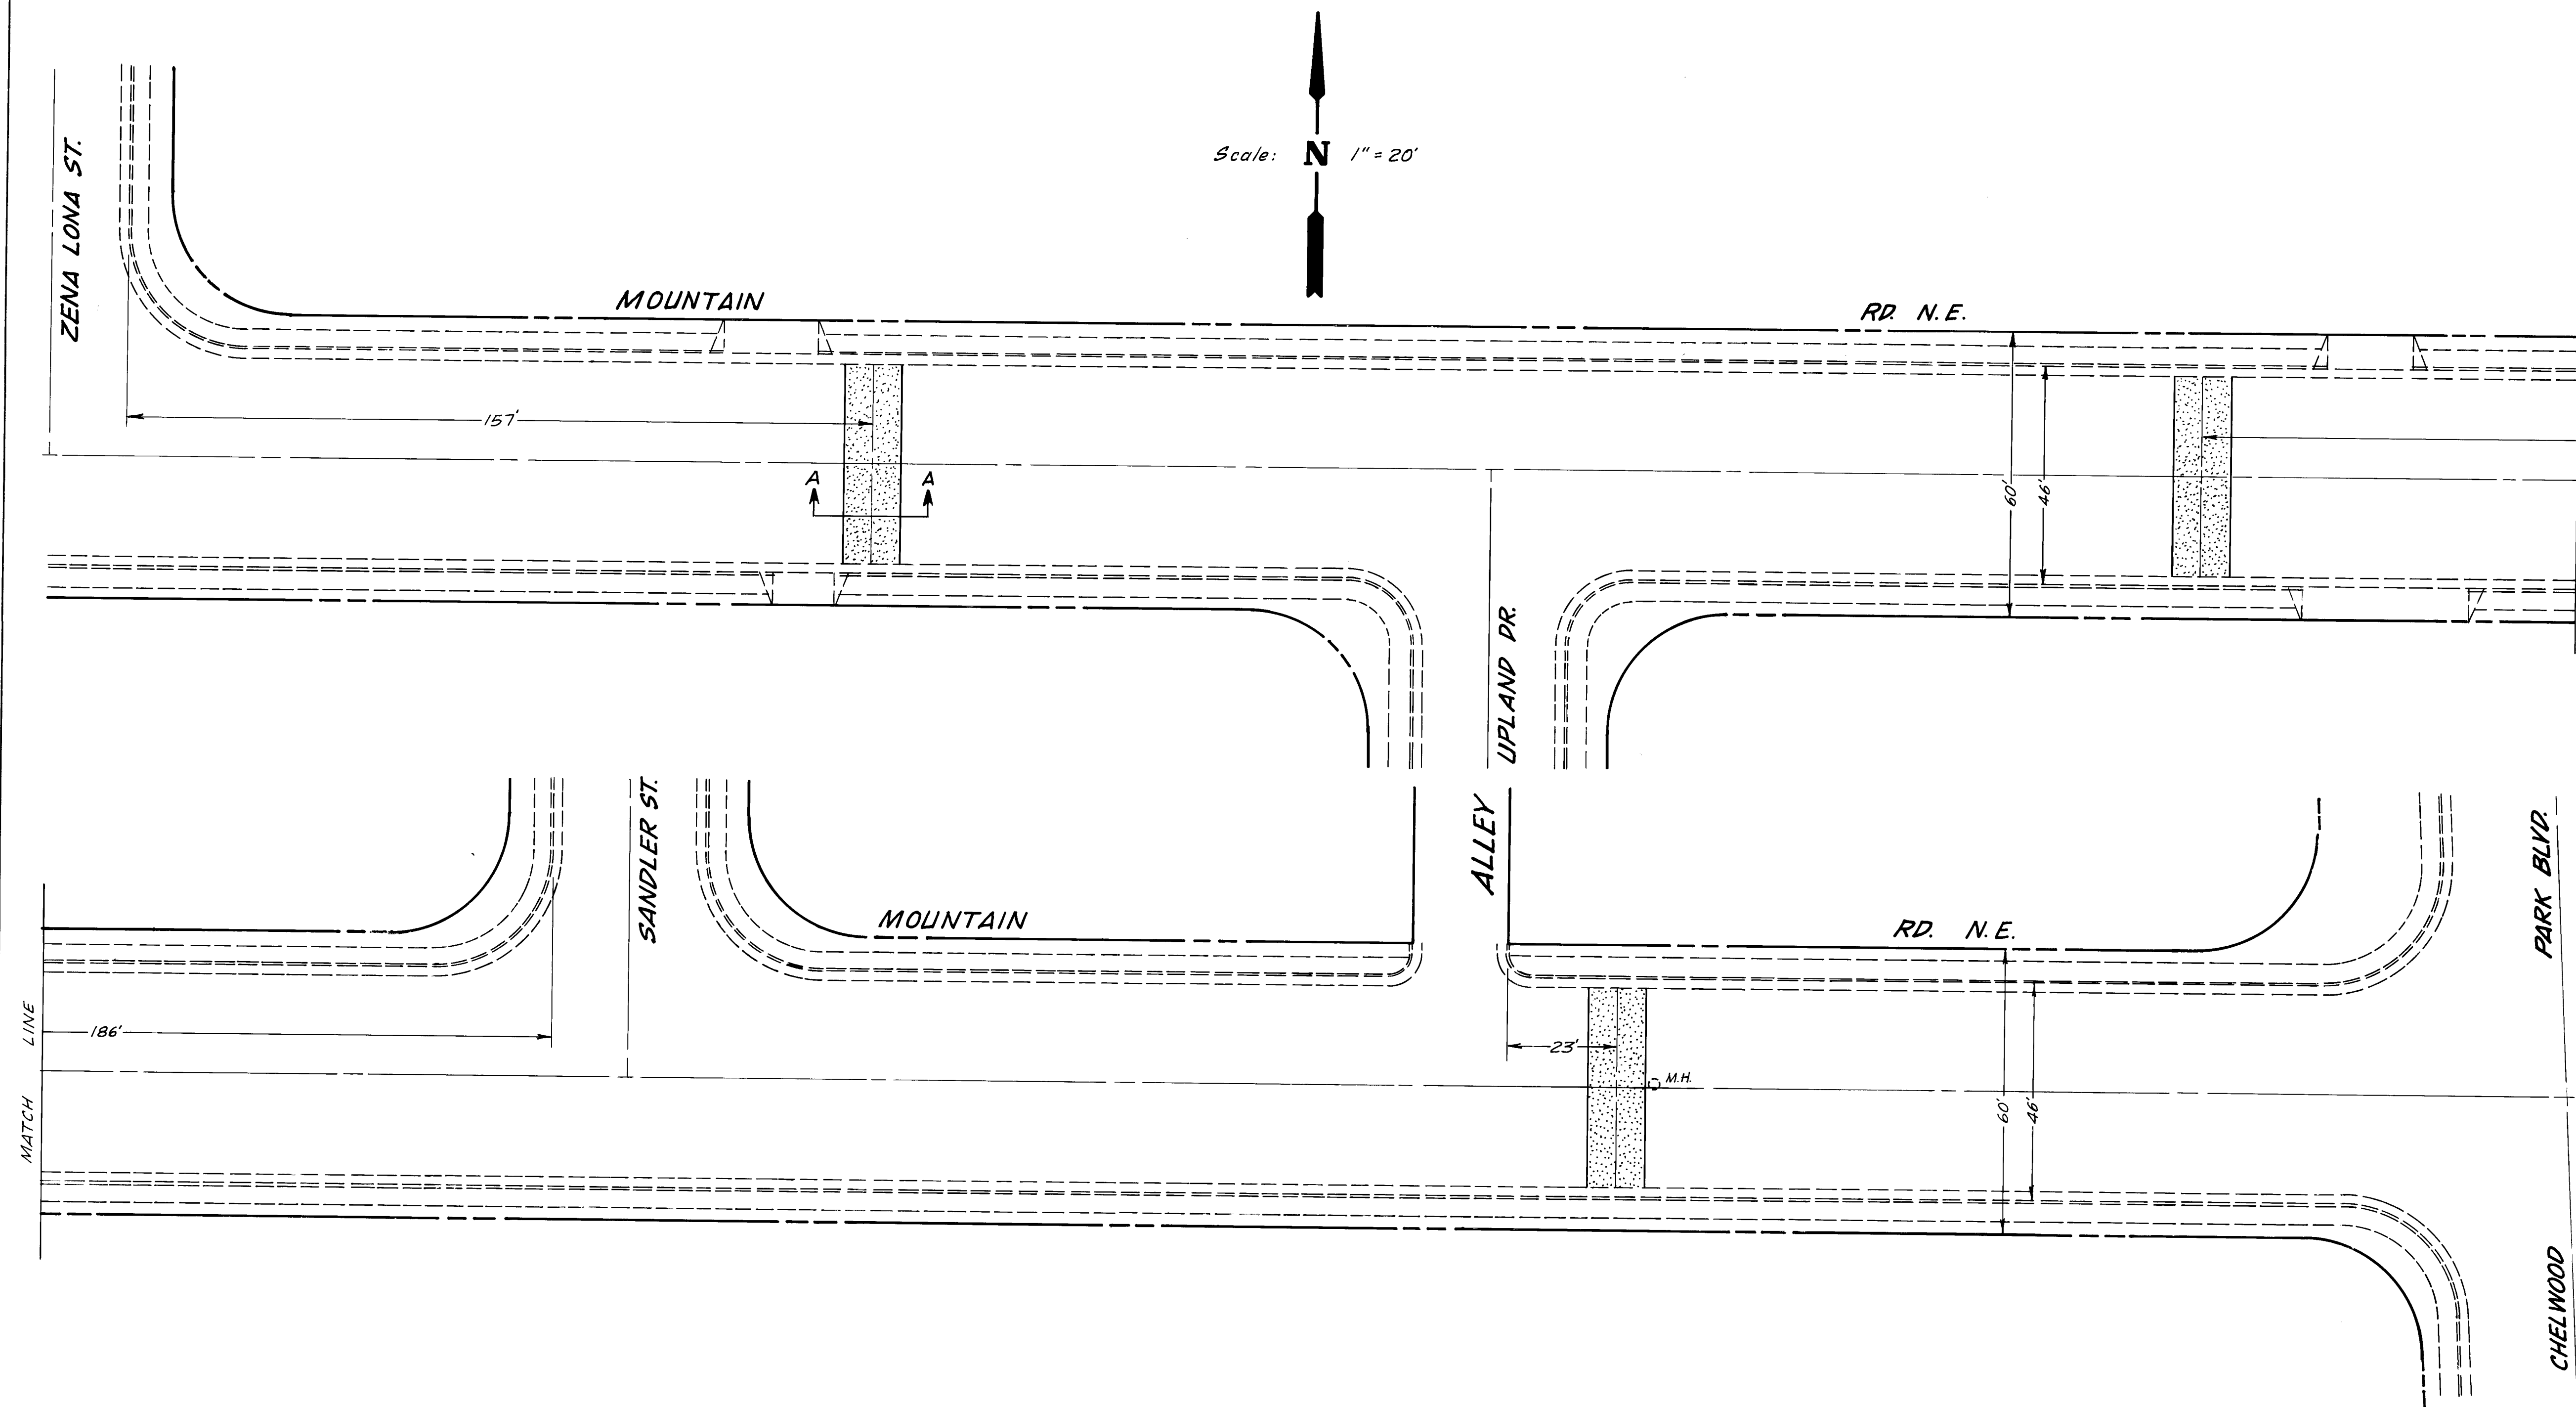 Scale: N 1" = 20'
ZENA LONA ST.
MOUNTAIN RD. N.E.
157'
A A
60'
46'
UPLAND DR.
SANDLER ST.
ALLEY
PARK BLVD.
MOUNTAIN RD. N.E.
MATCH LINE
186'
23'
M.H.
60'
46'
CHELWOOD